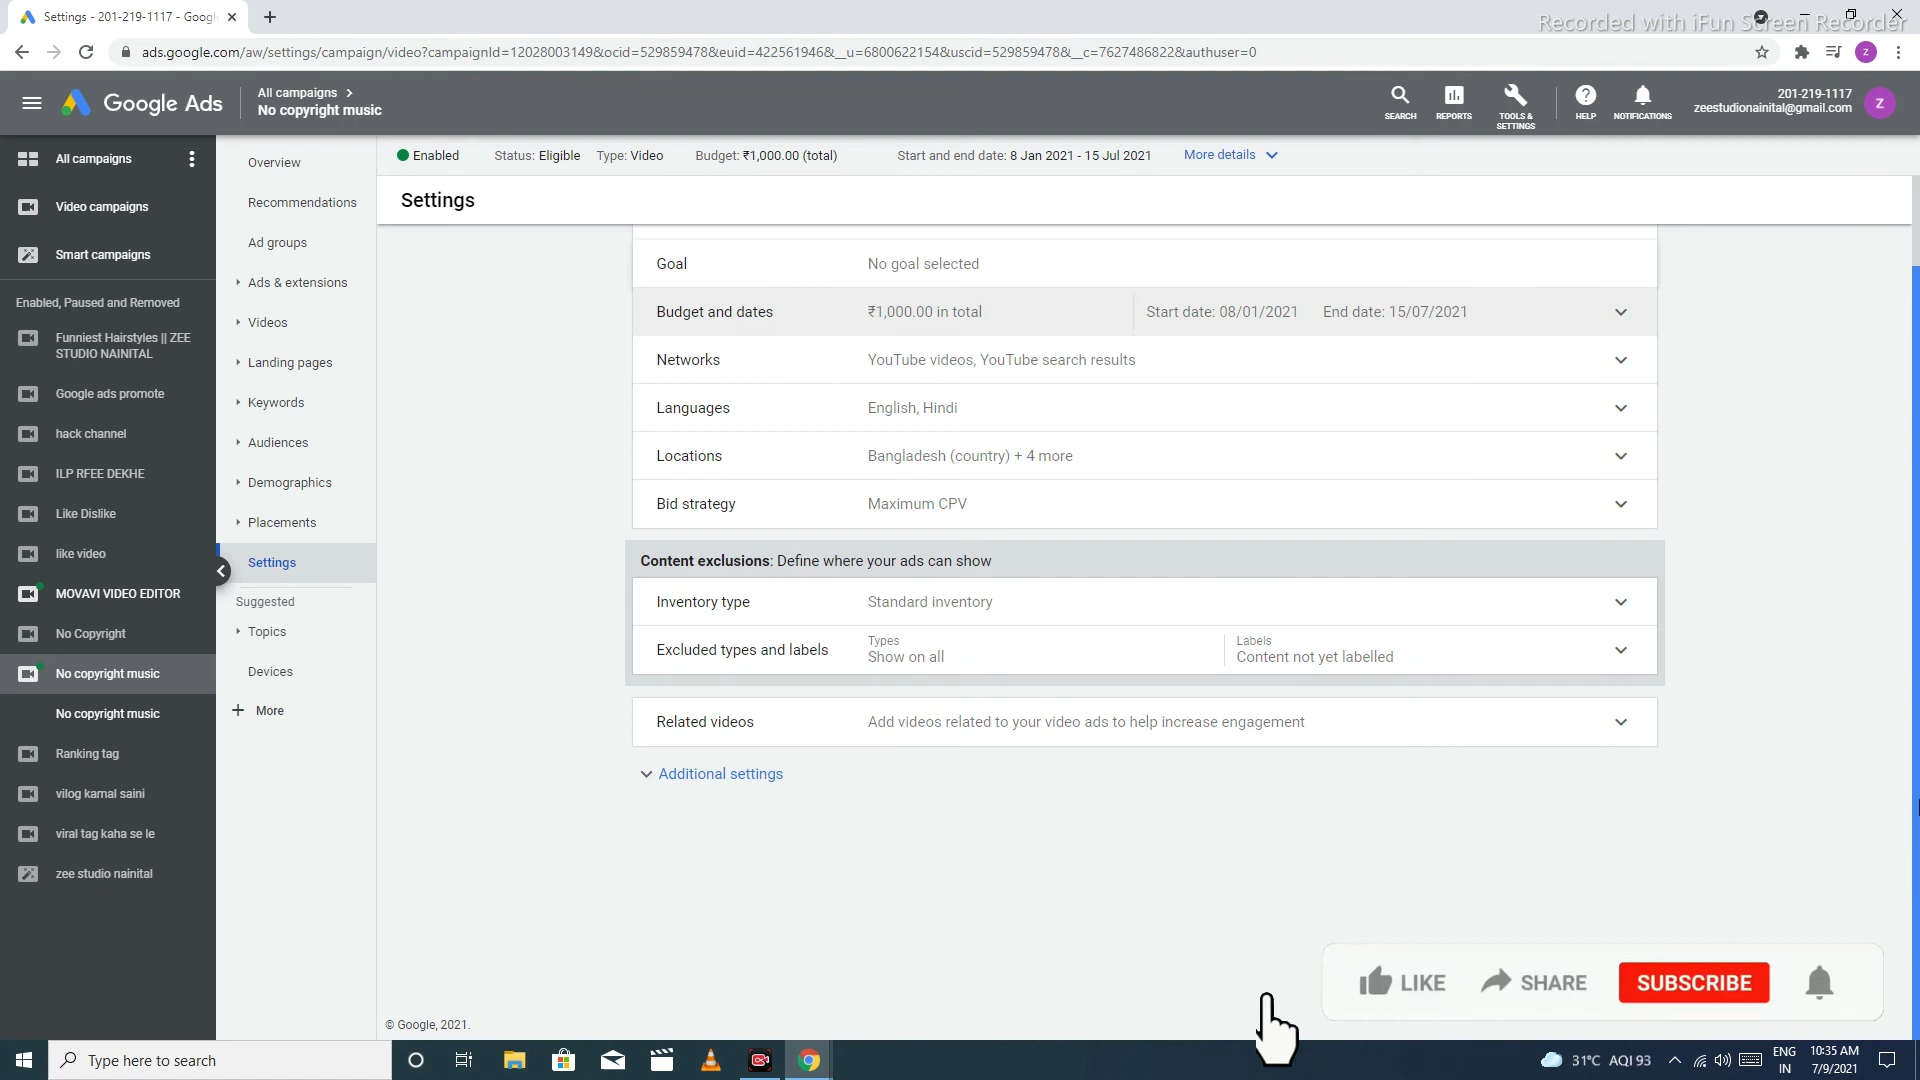 Settings - 201-219-1117 - Googl
Recorded with iFun Screen Recorder
ads.google.com/aw/settings/campaign/video?campaignId=12028003149&ocid=529859478&euid=422561946&__u=6800622154&uscid=529859478&__c=7627486822&authuser=0
Z
Google Ads
All campaigns
No copyright music
SEARCH
REPORTS
TOOLS &
SETTINGS
HELP
NOTIFICATIONS
201-219-1117
zeestudionainital@gmail.com
Z
All campaigns
Video campaigns
Smart campaigns
Enabled, Paused and Removed
Funniest Hairstyles || ZEE
STUDIO NAINITAL
Google ads promote
hack channel
ILP RFEE DEKHE
Like Dislike
like video
MOVAVI VIDEO EDITOR
No Copyright
No copyright music
No copyright music
Ranking tag
vilog kamal saini
viral tag kaha se le
zee studio nainital
Overview
Recommendations
Ad groups
Ads & extensions
Videos
Landing pages
Keywords
Audiences
Demographics
Placements
Settings
Suggested
Topics
Devices
More
Enabled Status: Eligible Type: Video Budget: ₹1,000.00 (total) Start and end date: 8 Jan 2021 - 15 Jul 2021 More details
Settings
Goal No goal selected
Budget and dates ₹1,000.00 in total Start date: 08/01/2021 End date: 15/07/2021
Networks YouTube videos, YouTube search results
Languages English, Hindi
Locations Bangladesh (country) + 4 more
Bid strategy Maximum CPV
Content exclusions: Define where your ads can show
Inventory type Standard inventory
Excluded types and labels
Types
Show on all
Labels
Content not yet labelled
Related videos Add videos related to your video ads to help increase engagement
Additional settings
LIKE SHARE SUBSCRIBE
© Google, 2021.
Type here to search
31°C AQI 93
ENG
IN
10:35 AM
7/9/2021